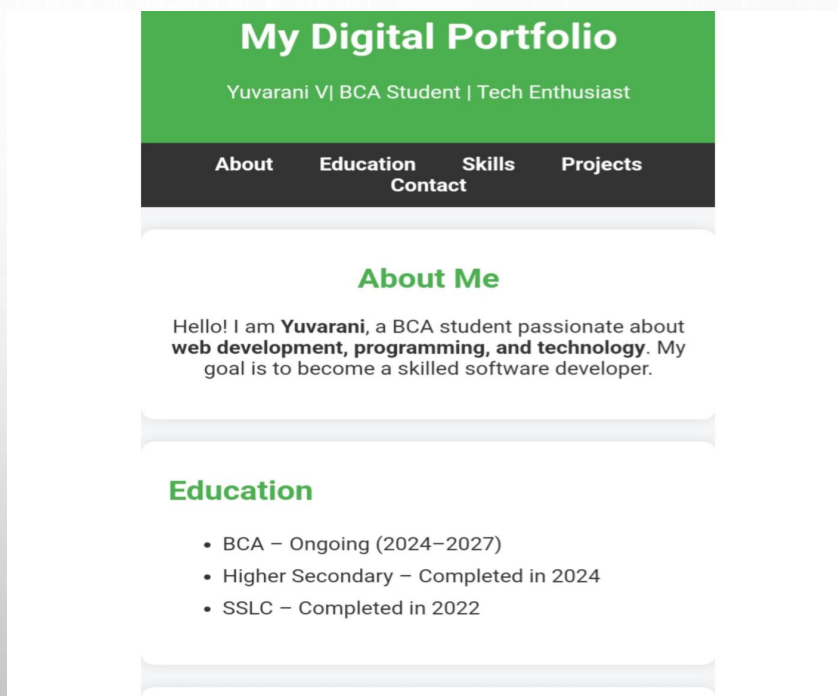 My Digital Portfolio
Yuvarani V| BCA Student | Tech Enthusiast
About Education Skills Projects
Contact
About Me
Hello! I am Yuvarani, a BCA student passionate about
web development, programming, and technology. My
goal is to become a skilled software developer.
Education
• BCA – Ongoing (2024–2027)
• Higher Secondary – Completed in 2024
• SSLC – Completed in 2022